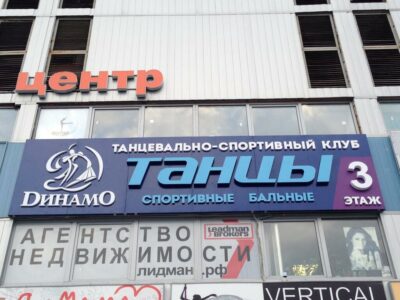 центр
ТАНЦЕВАЛЬНО-СПОРТИВНЫЙ КЛУБ
ДИНАМО
ТАНЦЫ
СПОРТИВНЫЕ БАЛЬНЫЕ
3
ЭТАЖ
АГЕНТСТВО
НЕДВИЖИМОСТИ
лидман.рф
Leadman
Brokers
VERTICAL